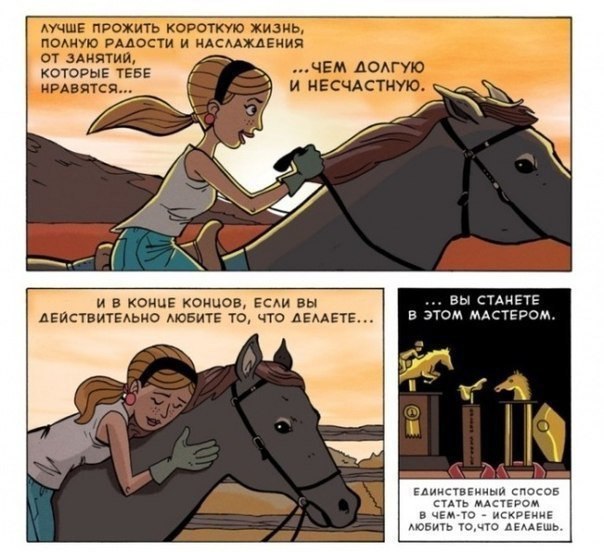 ЛУЧШЕ ПРОЖИТЬ КОРОТКУЮ ЖИЗНЬ,
ПОЛНУЮ РАДОСТИ И НАСЛАЖДЕНИЯ
ОТ ЗАНЯТИЙ,
КОТОРЫЕ ТЕБЕ
НРАВЯТСЯ...
...ЧЕМ ДОЛГУЮ
И НЕСЧАСТНУЮ.
И В КОНЦЕ КОНЦОВ, ЕСЛИ ВЫ
ДЕЙСТВИТЕЛЬНО ЛЮБИТЕ ТО, ЧТО ДЕЛАЕТЕ...
... ВЫ СТАНЕТЕ
В ЭТОМ МАСТЕРОМ.
ЕДИНСТВЕННЫЙ СПОСОБ
СТАТЬ МАСТЕРОМ
В ЧЕМ-ТО - ИСКРЕННЕ
ЛЮБИТЬ ТО,ЧТО ДЕЛАЕШЬ.